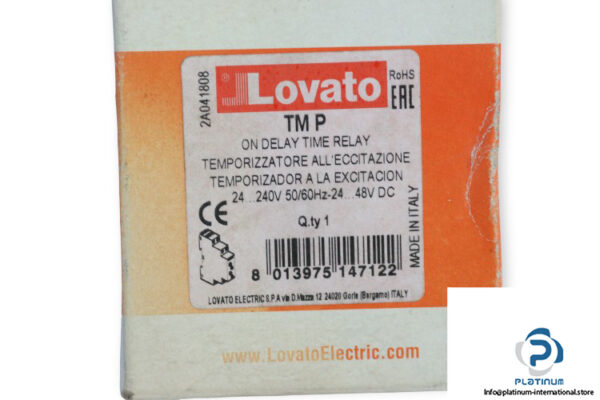 2A041808
Lovato
RoHS
EAC
TM P
ON DELAY TIME RELAY
TEMPORIZZATORE ALL'ECCITAZIONE
TEMPORIZADOR A LA EXCITACION
24...240V 50/60Hz-24...48V DC
CE
Q.ty 1
MADE IN ITALY
8 013975 147122
LOVATO ELECTRIC S.P.A via D.Mazza 12 24020 Gorle (Bergamo) ITALY
www.LovatoElectric.com
PLATINUM
Info@platinum-international.store